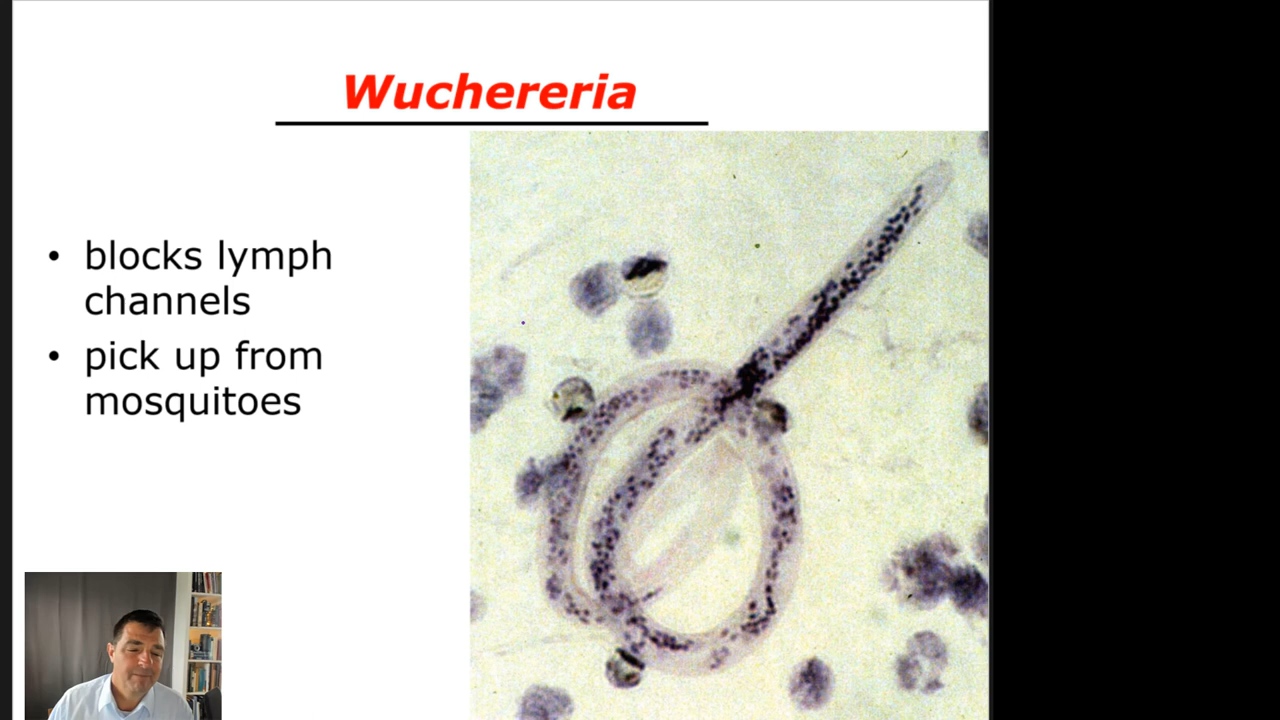 Wuchereria
• blocks lymph
channels
• pick up from
mosquitoes